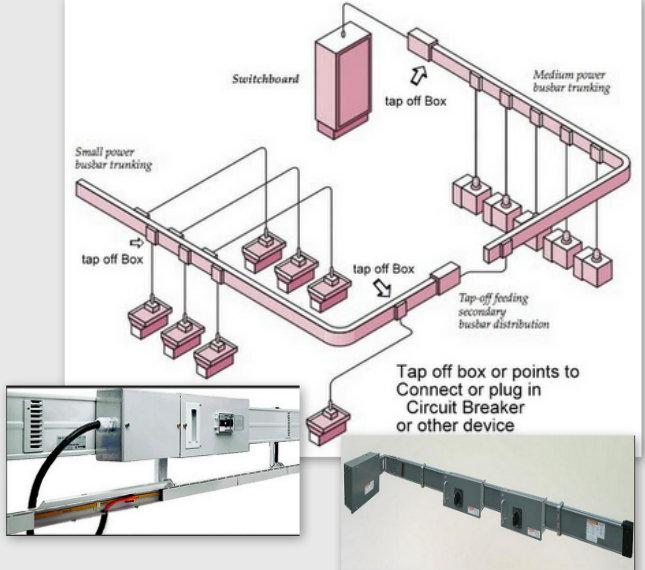 Switchboard
tap off Box
Medium power
busbar trunking
Small power
busbar trunking
tap off Box
tap off Box
Tap-off feeding
secondary
busbar distribution
Tap off box or points to
Connect or plug in
Circuit Breaker
or other device